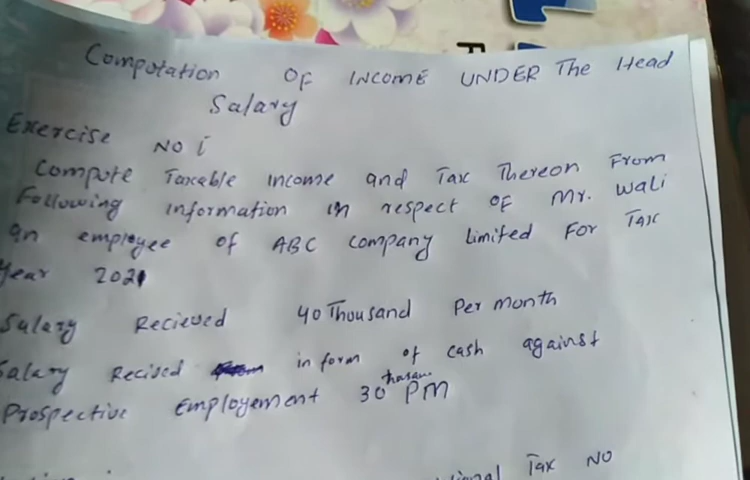 Computation OF INCOME UNDER The Head
Salary
Exercise NO i
Compute Taxable Income and Tax Thereon From
Following information in respect OF Mr. Wali
an employee of ABC company limited For Tax
Year 2021
Salary Recieved 40 Thousand Per month
Salary Recived in form of cash against
Prospective Employement 30 PM
Tax NO